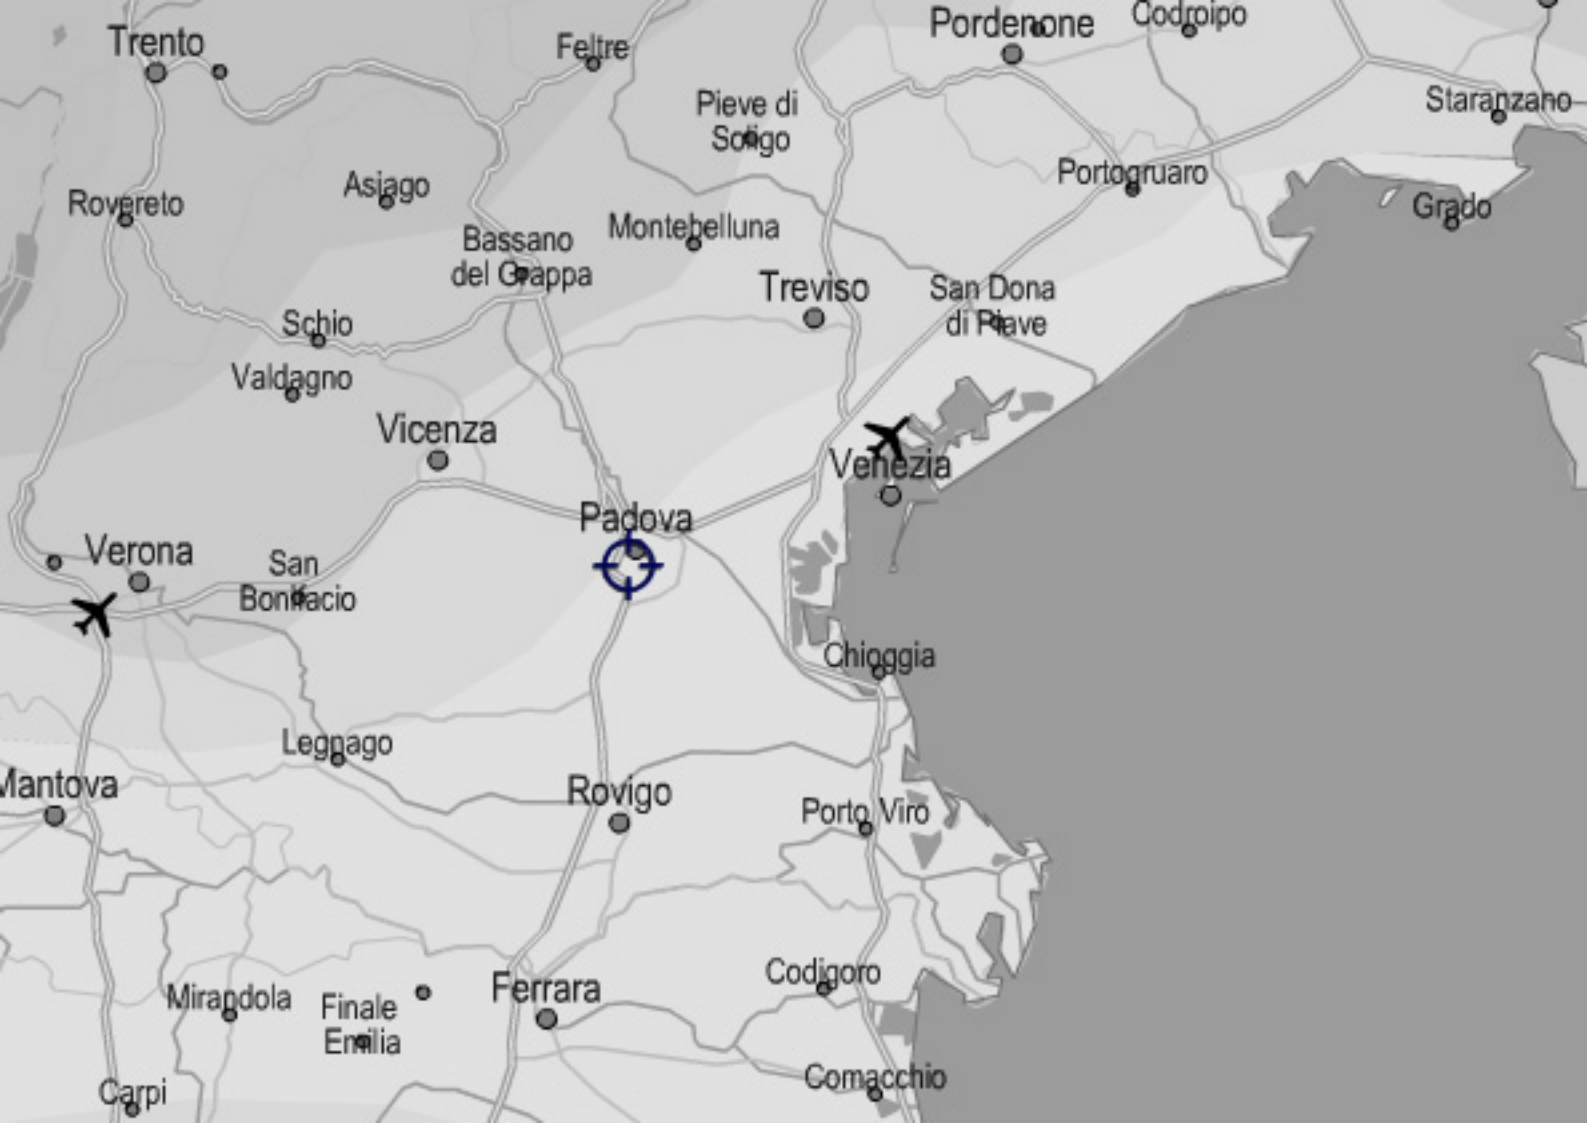 Pordenone
Codroipo
Trento
Feltre
Pieve di
Soligo
Staranzano
Portogruaro
Asiago
Rovereto
Grado
Montebelluna
Bassano
del Grappa
Treviso
San Dona
di Piave
Schio
Valdagno
Vicenza
Venezia
Padova
Verona
San
Bonifacio
Chioggia
Legnago
Mantova
Rovigo
Porto Viro
Codigoro
Ferrara
Mirandola
Finale
Emilia
Comacchio
Carpi